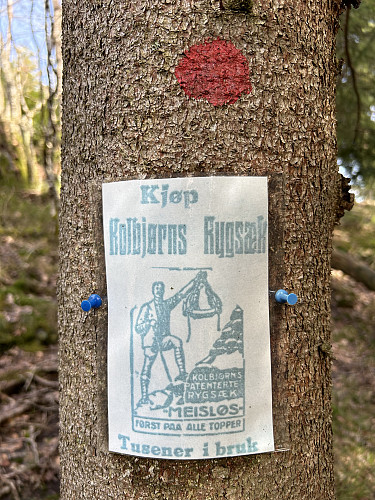 Kjøp
Kolbjørns Rygsæk
KOLBJØRNS
PATENTERTE
RYGSÆK
-MEISLØS-
FØRST PAA ALLE TOPPER
Tusener i bruk